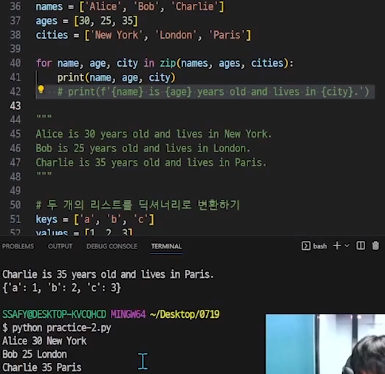 36 names = ['Alice', 'Bob', 'Charlie']
37 ages = [30, 25, 35]
38 cities = ['New York', 'London', 'Paris']
39
40 for name, age, city in zip(names, ages, cities):
41 print(name, age, city)
42 # print(f'{name} is {age} years old and lives in {city}.')
43
44 """
45 Alice is 30 years old and lives in New York.
46 Bob is 25 years old and lives in London.
47 Charlie is 35 years old and lives in Paris.
48 """
49
50 # 두 개의 리스트를 딕셔너리로 변환하기
51 keys = ['a', 'b', 'c']
52 values = [1, 2, 3]
PROBLEMS OUTPUT DEBUG CONSOLE TERMINAL bash
Charlie is 35 years old and lives in Paris.
{'a': 1, 'b': 2, 'c': 3}
SSAFY@DESKTOP-KVCQHCD MINGW64 ~/Desktop/0719
$ python practice-2.py
Alice 30 New York
Bob 25 London
Charlie 35 Paris